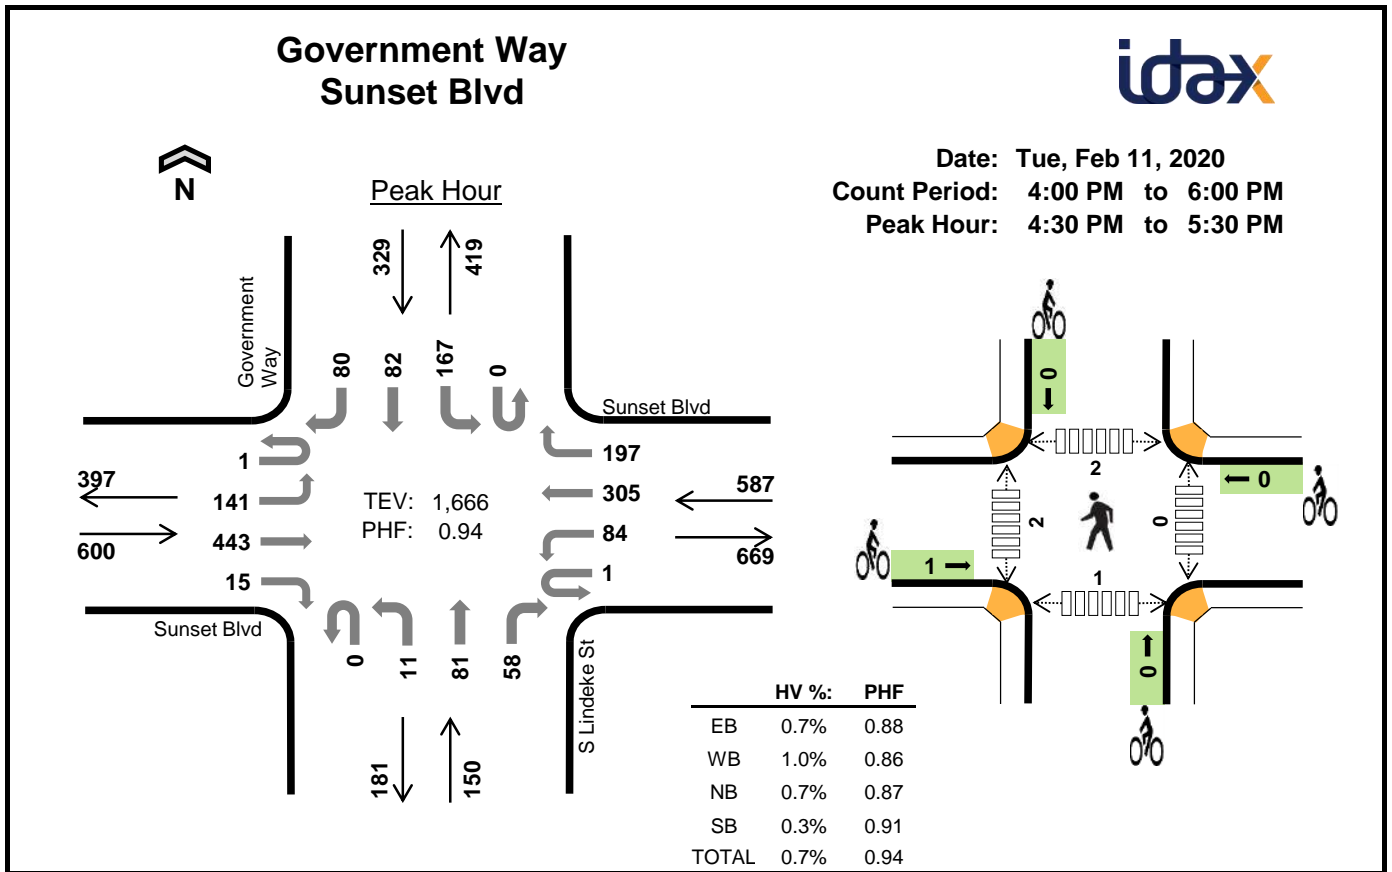 Government Way
Sunset Blvd
idax
N
Peak Hour
Date: Tue, Feb 11, 2020
Count Period: 4:00 PM to 6:00 PM
Peak Hour: 4:30 PM to 5:30 PM
329
419
Government
Way
80
82
167
0
Sunset Blvd
1
141
443
15
397
600
TEV: 1,666
PHF: 0.94
197
305
84
1
587
669
Sunset Blvd
0
11
81
58
S Lindeke St
181
150
0
2
0
2
0
1
1
0
HV %: PHF
EB 0.7% 0.88
WB 1.0% 0.86
NB 0.7% 0.87
SB 0.3% 0.91
TOTAL 0.7% 0.94